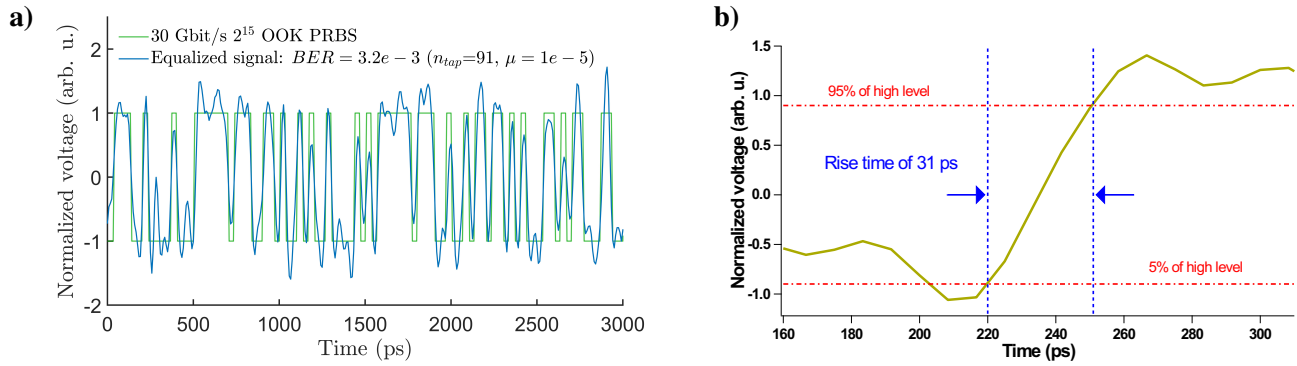 a)
30 Gbit/s 2^15 OOK PRBS
Equalized signal: BER = 3.2e − 3 (n_tap=91, μ = 1e − 5)
Normalized voltage (arb. u.)
2
1
0
-1
-2
0 500 1000 1500 2000 2500 3000
Time (ps)
b)
Normalized voltage (arb. u.)
1.5
1.0
0.5
0.0
-0.5
-1.0
95% of high level
Rise time of 31 ps
5% of high level
160 180 200 220 240 260 280 300
Time (ps)